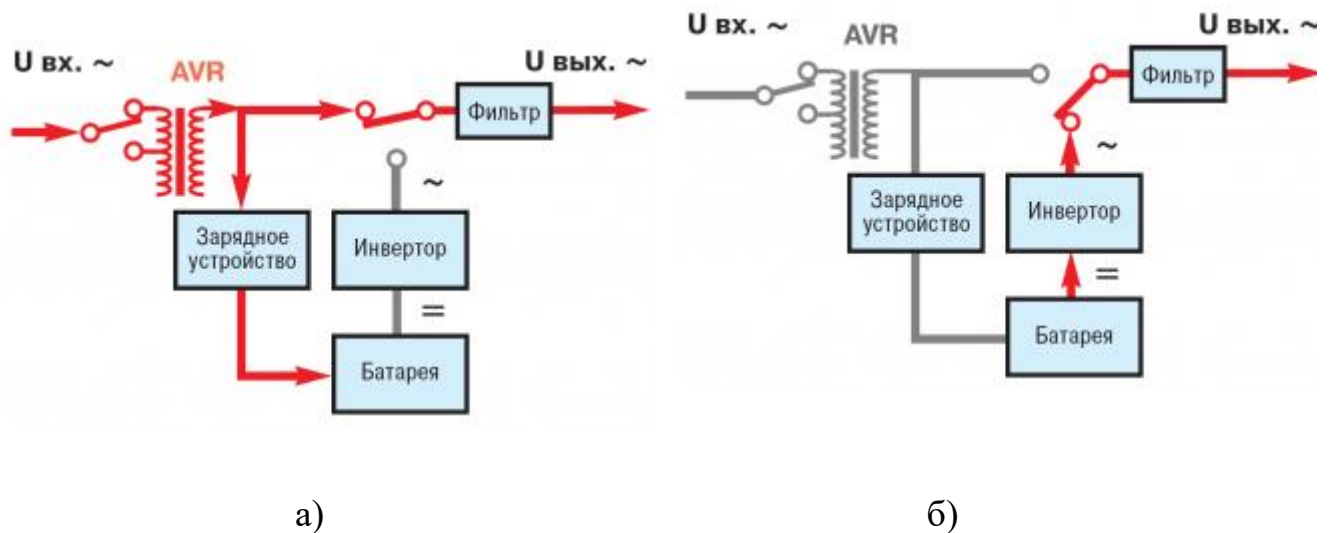 U вх. ~
AVR
U вых. ~
Фильтр
~
Зарядное
устройство
Инвертор
=
Батарея
а)
U вх. ~
AVR
U вых. ~
Фильтр
~
Зарядное
устройство
Инвертор
=
Батарея
б)